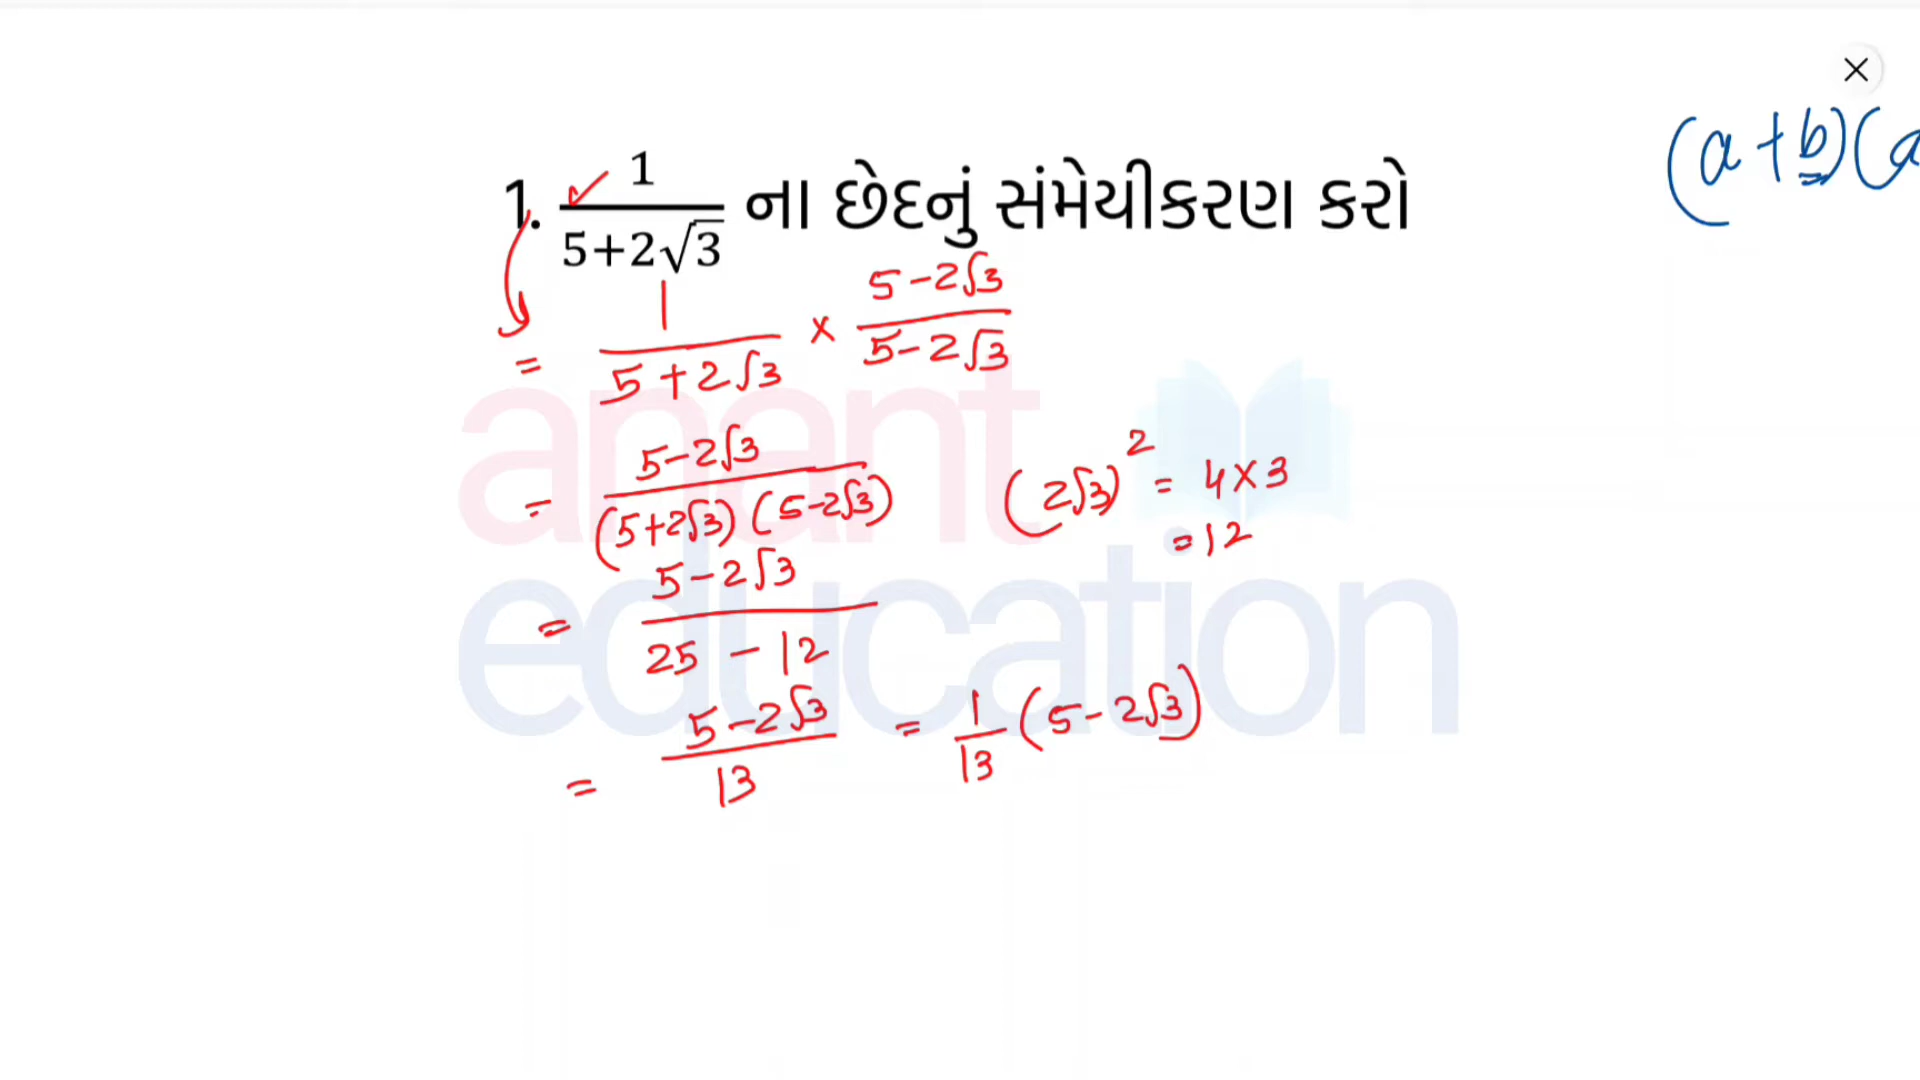 (a+b)(a
1. 1/(5+2√3) ના છેદનું સંમેયીકરણ કરો
= 1/(5+2√3) × (5-2√3)/(5-2√3)
= (5-2√3)/((5+2√3)(5-2√3))
(2√3)² = 4×3
=12
= (5-2√3)/(25-12)
= (5-2√3)/13 = 1/13 (5-2√3)
anant
education